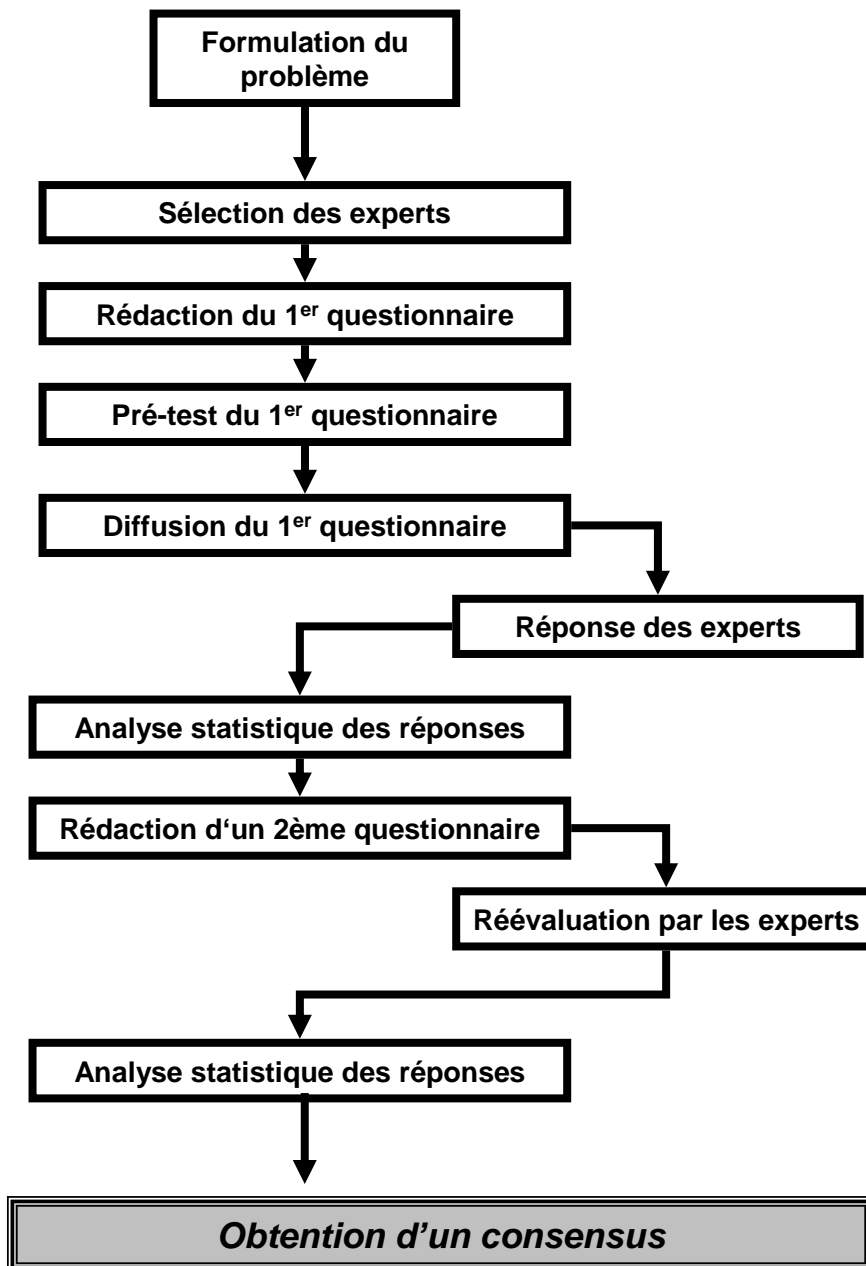 Formulation du
problème
Sélection des experts
Rédaction du 1er questionnaire
Pré-test du 1er questionnaire
Diffusion du 1er questionnaire
Réponse des experts
Analyse statistique des réponses
Rédaction d‘un 2ème questionnaire
Réévaluation par les experts
Analyse statistique des réponses
Obtention d’un consensus